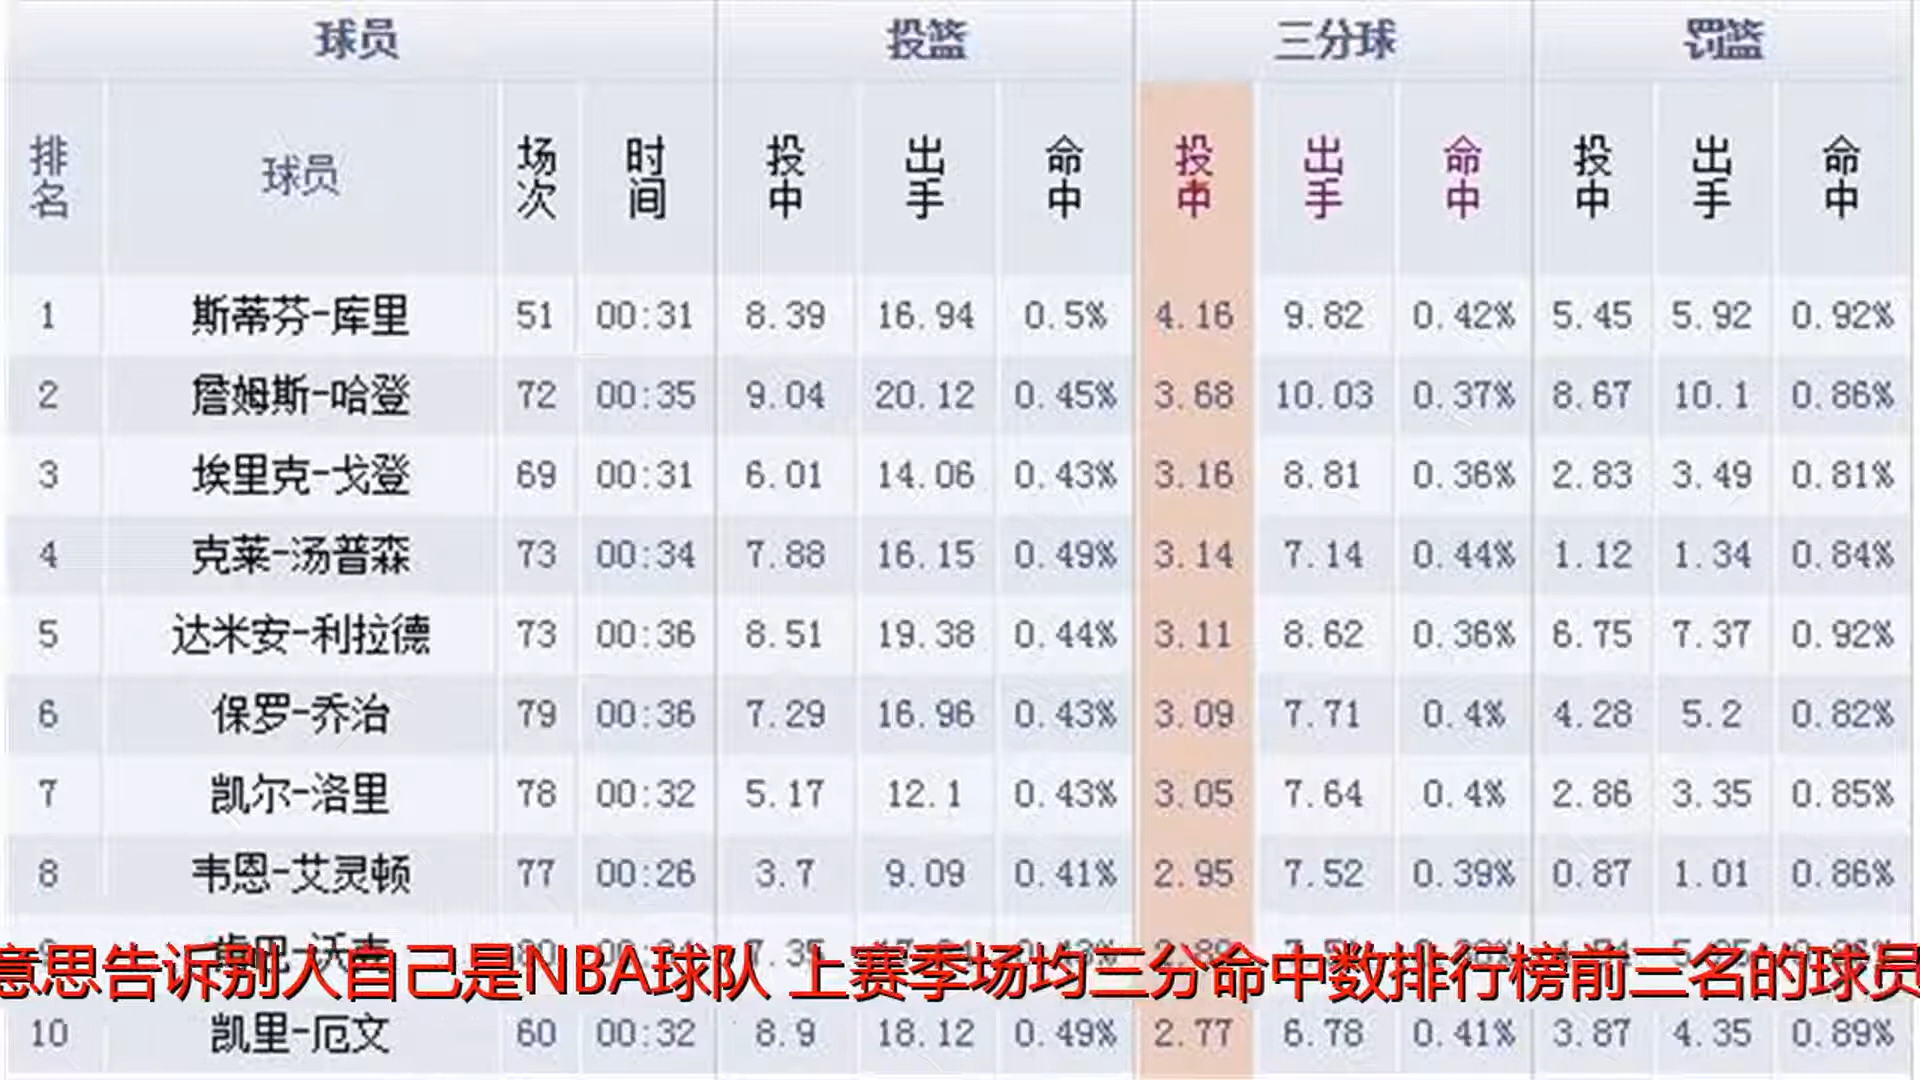 球员 投篮 三分球 罚篮
排名 球员 场次 时间 投中 出手 命中 投中 出手 命中 投中 出手 命中
1 斯蒂芬-库里 51 00:31 8.39 16.94 0.5% 4.16 9.82 0.42% 5.45 5.92 0.92%
2 詹姆斯-哈登 72 00:35 9.04 20.12 0.45% 3.68 10.03 0.37% 8.67 10.1 0.86%
3 埃里克-戈登 69 00:31 6.01 14.06 0.43% 3.16 8.81 0.36% 2.83 3.49 0.81%
4 克莱-汤普森 73 00:34 7.88 16.15 0.49% 3.14 7.14 0.44% 1.12 1.34 0.84%
5 达米安-利拉德 73 00:36 8.51 19.38 0.44% 3.11 8.62 0.36% 6.75 7.37 0.92%
6 保罗-乔治 79 00:36 7.29 16.96 0.43% 3.09 7.71 0.4% 4.28 5.2 0.82%
7 凯尔-洛里 78 00:32 5.17 12.1 0.43% 3.05 7.64 0.4% 2.86 3.35 0.85%
8 韦恩-艾灵顿 77 00:26 3.7 9.09 0.41% 2.95 7.52 0.39% 0.87 1.01 0.86%
意思告诉别人自己是NBA球队 上赛季场均三分命中数排行榜前三名的球员
10 凯里-厄文 60 00:32 8.9 18.12 0.49% 2.77 6.78 0.41% 3.87 4.35 0.89%